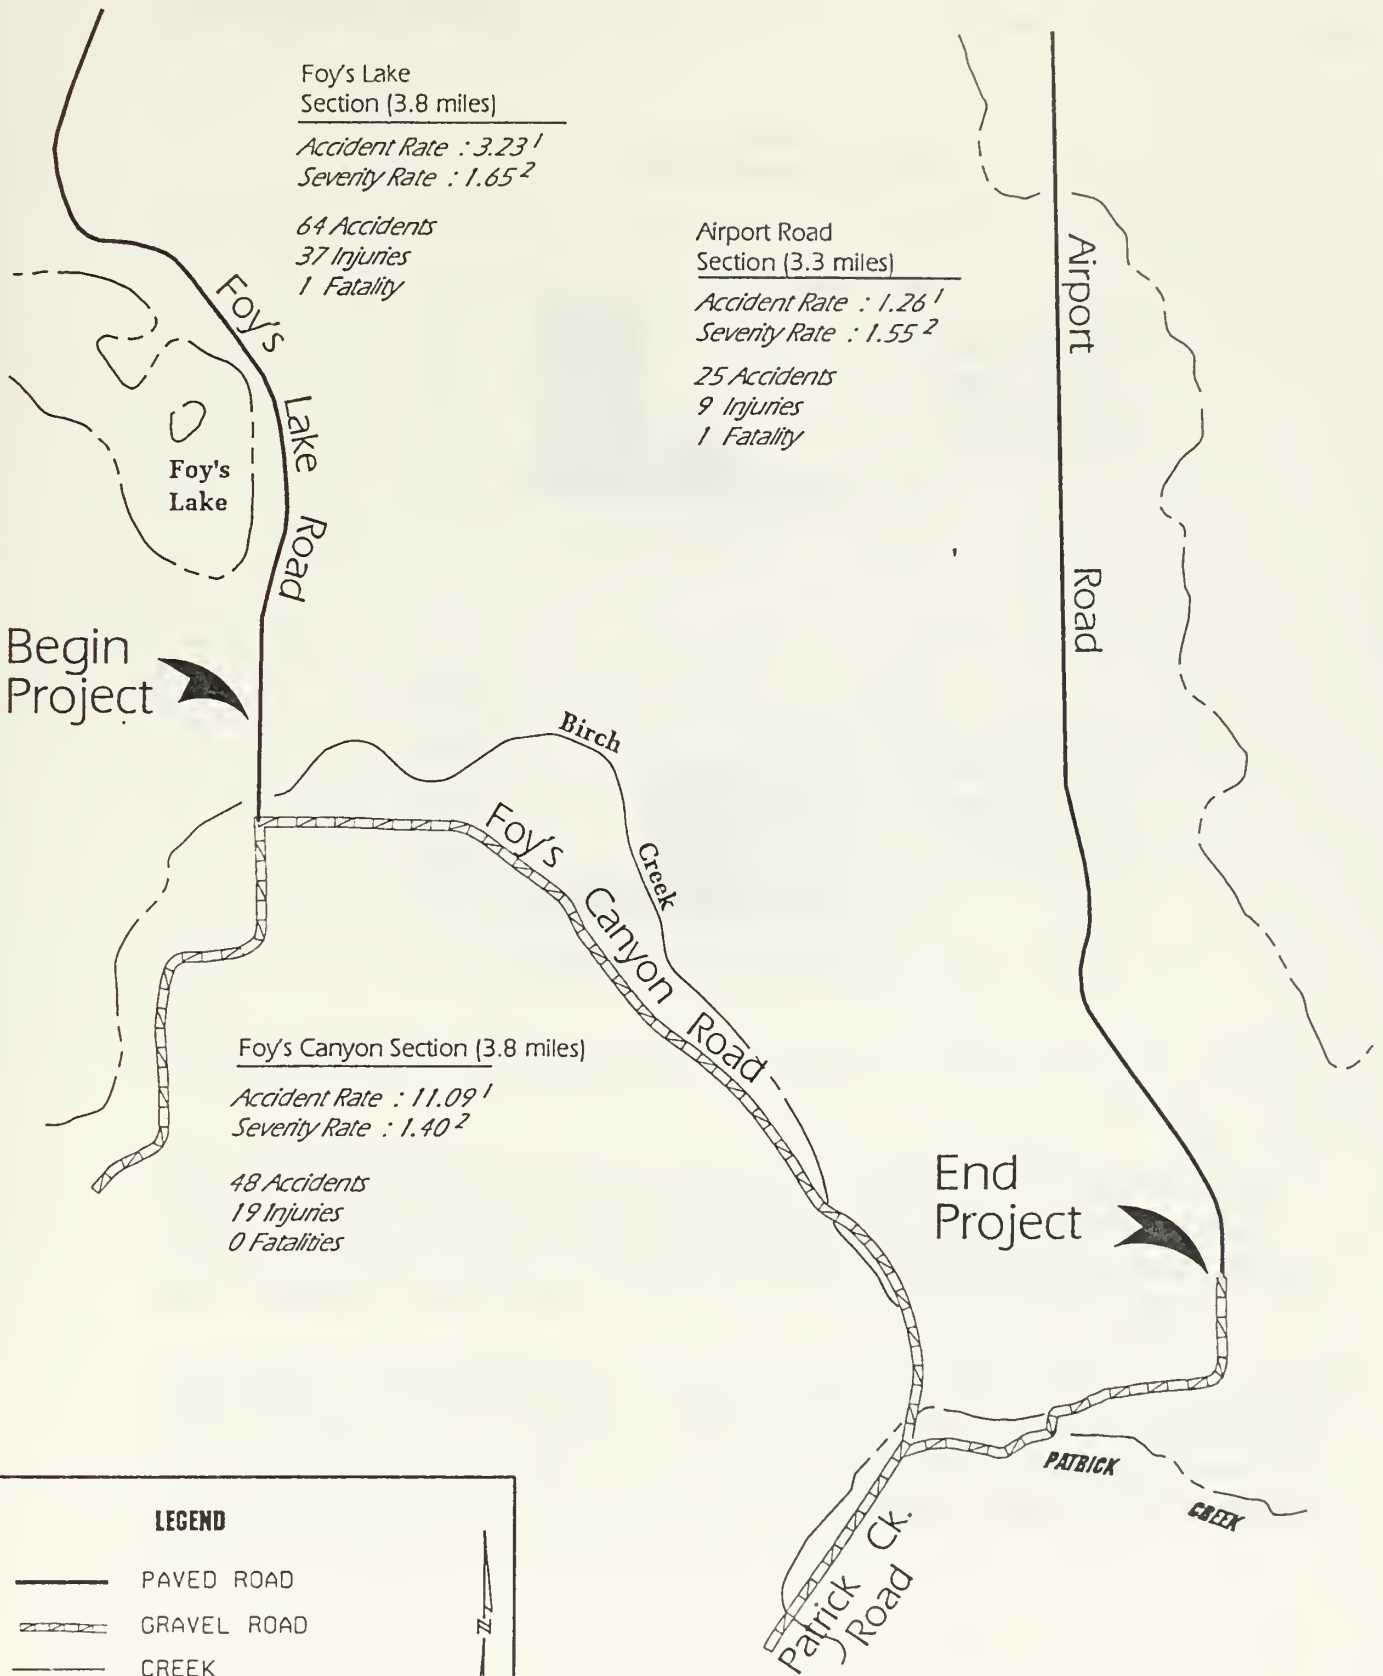 Foy's Lake
Section (3.8 miles)
Accident Rate : 3.23 1
Severity Rate : 1.65 2
64 Accidents
37 Injuries
1 Fatality
Airport Road
Section (3.3 miles)
Accident Rate : 1.26 1
Severity Rate : 1.55 2
25 Accidents
9 Injuries
1 Fatality
Foy's Lake Road
Airport Road
Foy's
Lake
Begin
Project
Birch Creek
Foy's Canyon Road
Foy's Canyon Section (3.8 miles)
Accident Rate : 11.09 1
Severity Rate : 1.40 2
48 Accidents
19 Injuries
0 Fatalities
End
Project
PATRICK CREEK
Patrick Ck.
Road
LEGEND
PAVED ROAD
GRAVEL ROAD
CREEK
N